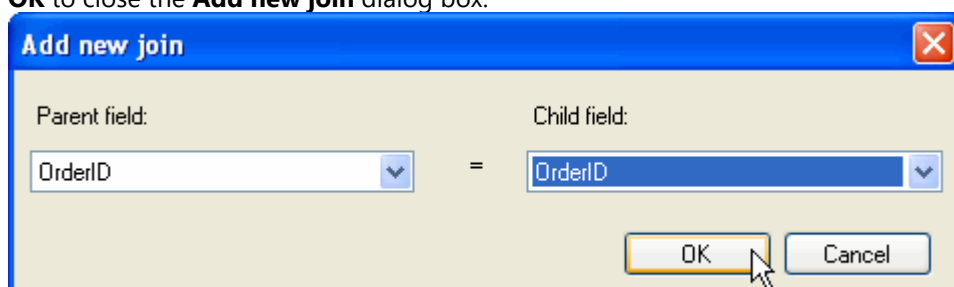 OK to close the Add new join dialog box.
Add new join
Parent field: Child field:
OrderID = OrderID
OK Cancel